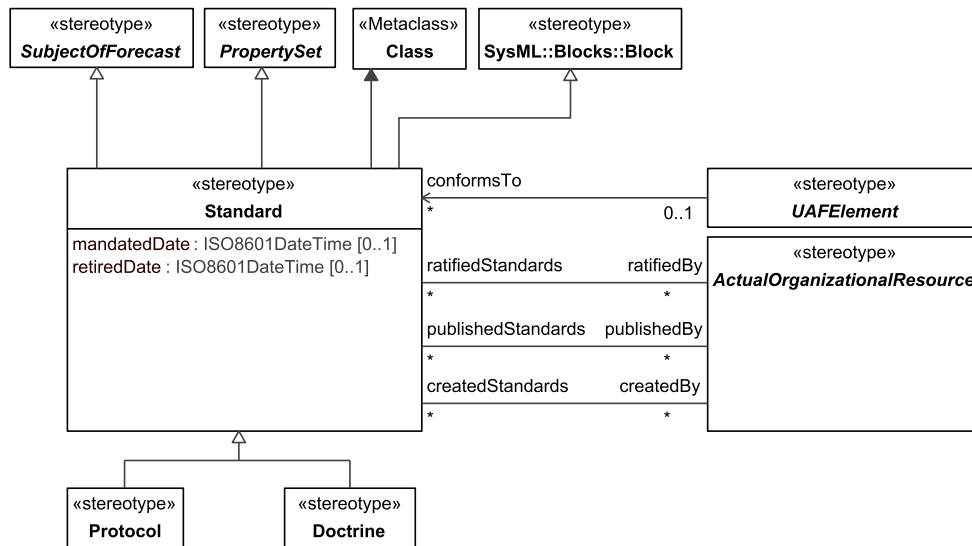 «stereotype»
SubjectOfForecast
«stereotype»
PropertySet
«Metaclass»
Class
«stereotype»
SysML::Blocks::Block
«stereotype»
Standard
mandatedDate : ISO8601DateTime [0..1]
retiredDate : ISO8601DateTime [0..1]
conformsTo
*
0..1
«stereotype»
UAFElement
ratifiedStandards
ratifiedBy
*
*
publishedStandards
publishedBy
*
*
createdStandards
createdBy
*
*
«stereotype»
ActualOrganizationalResource
«stereotype»
Protocol
«stereotype»
Doctrine